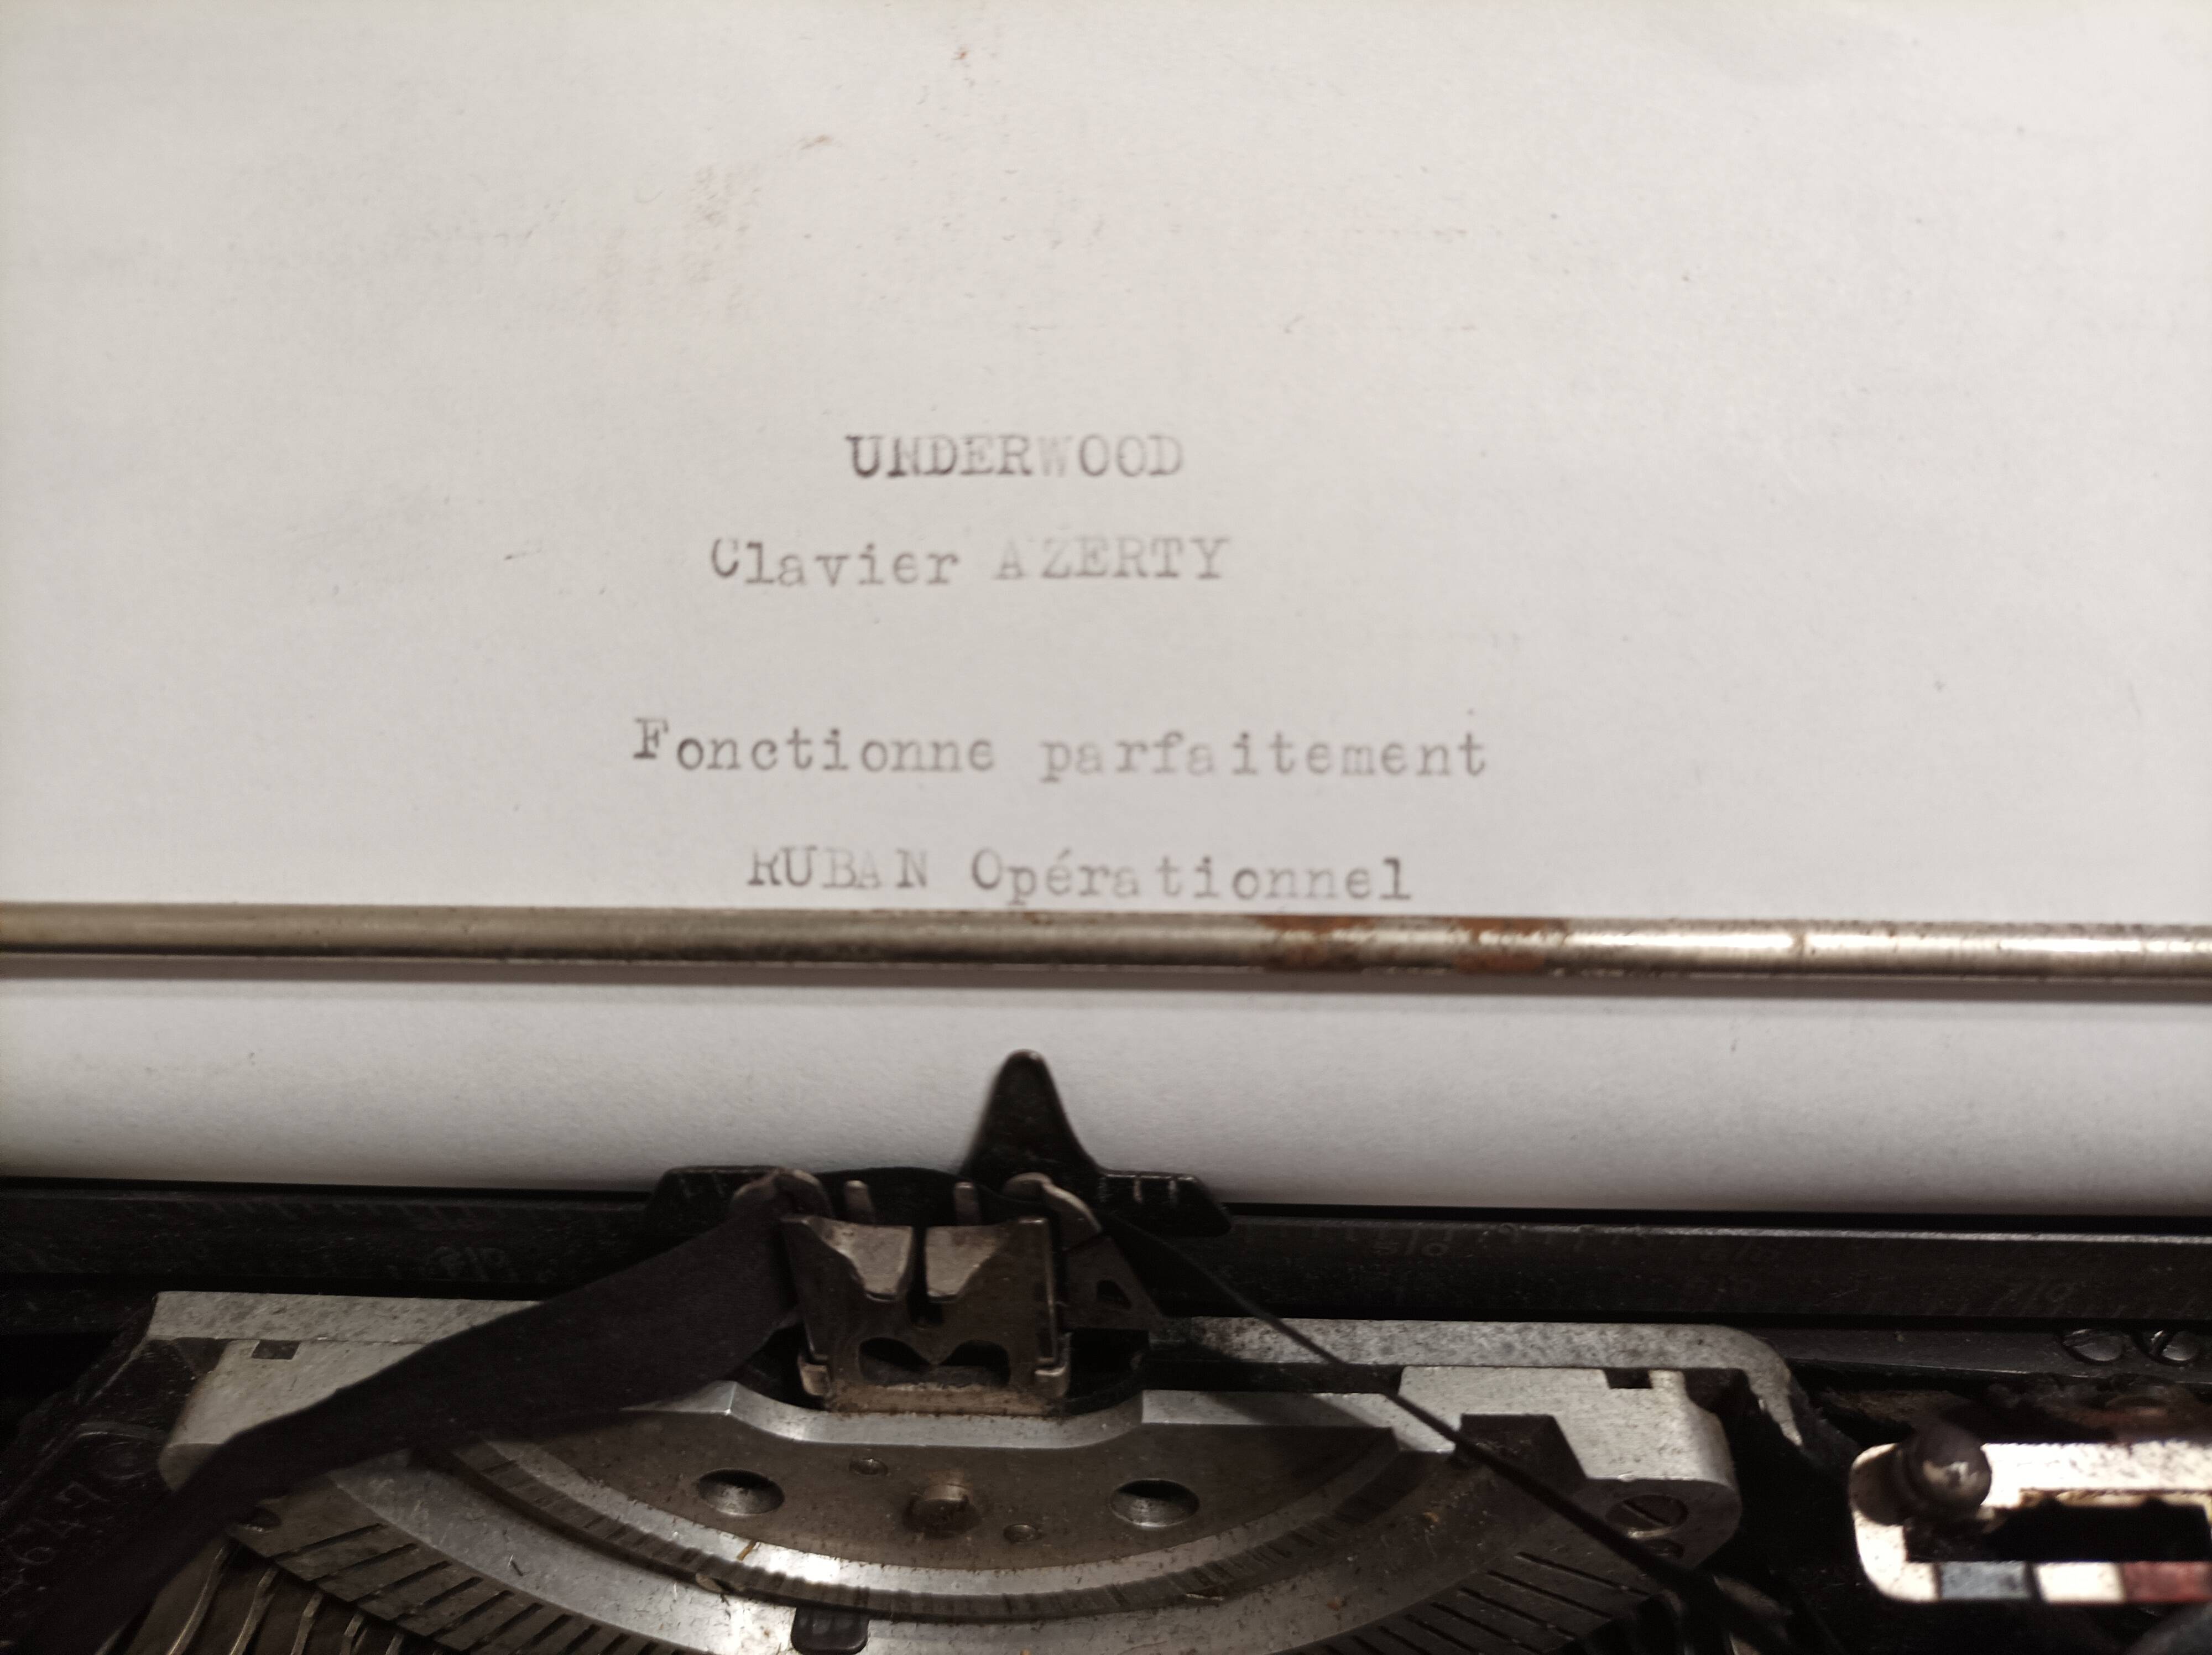 UNDERWOOD
Clavier AZERTY
Fonctionne parfaitement
RUBAN Opérationnel